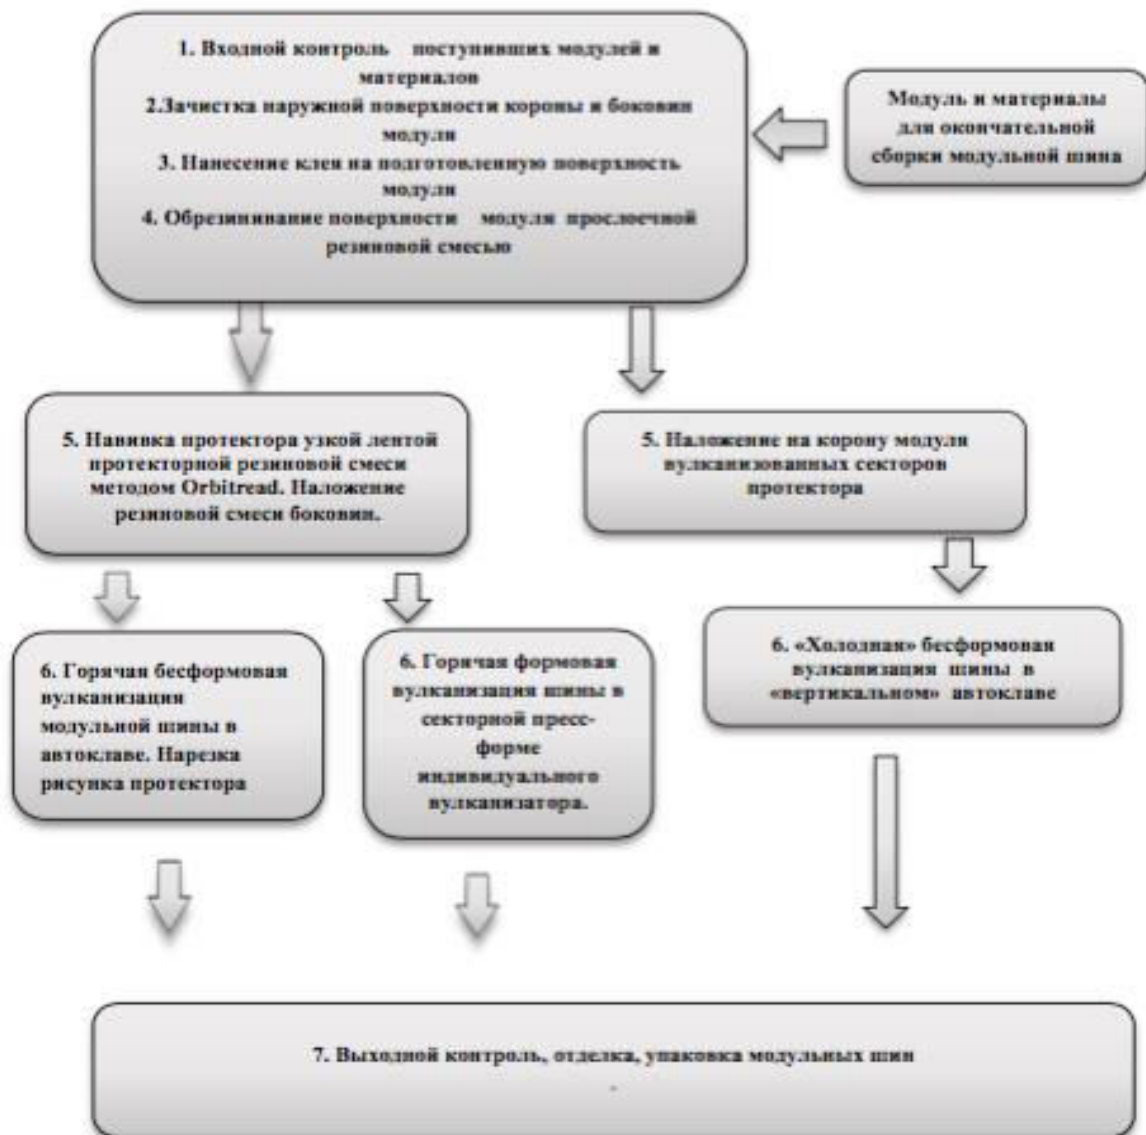 1. Входной контроль поступивших модулей и
материалов
2.Зачистка наружной поверхности короны и боковин
модули
3. Нанесение клея на подготовленную поверхность
модули
4. Обрезинивание поверхности модуля прослоечной
резиновой смесью
Модуль и материалы
для окончательной
сборки модульной шина
5. Навивка протектора узкой лентой
протекторной резиновой смеси
методом Orbitread. Наложение
резиновой смеси боковин.
5. Наложение на корону модуля
вулканизованных секторов
протектора
6. Горячая бесформовая
вулканизация
модульной шины в
автоклаве. Нарезка
рисунка протектора
6. Горячая формовая
вулканизация шины в
секторной пресс-
форме
индивидуального
вулканизатора.
6. «Холодная» бесформовая
вулканизация шины в
«вертикальном» автоклаве
7. Выходной контроль, отделка, упаковка модульных шин